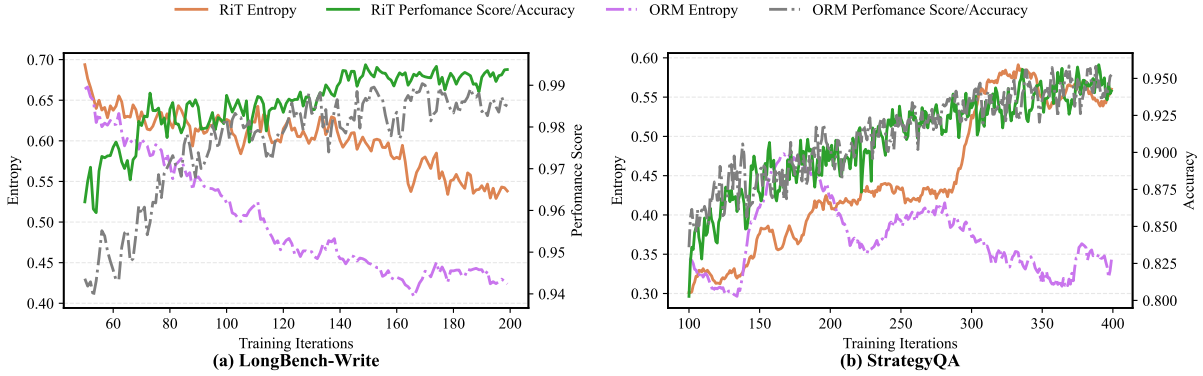 RiT Entropy RiT Perfomance Score/Accuracy ORM Entropy ORM Perfomance Score/Accuracy
0.70
0.65
0.60
0.55
0.50
0.45
0.40
Entropy
0.99
0.98
0.97
0.96
0.95
0.94
Perfomance Score
60 80 100 120 140 160 180 200
Training Iterations
(a) LongBench-Write
0.60
0.55
0.50
0.45
0.40
0.35
0.30
Entropy
0.950
0.925
0.900
0.875
0.850
0.825
0.800
Accuracy
100 150 200 250 300 350 400
Training Iterations
(b) StrategyQA